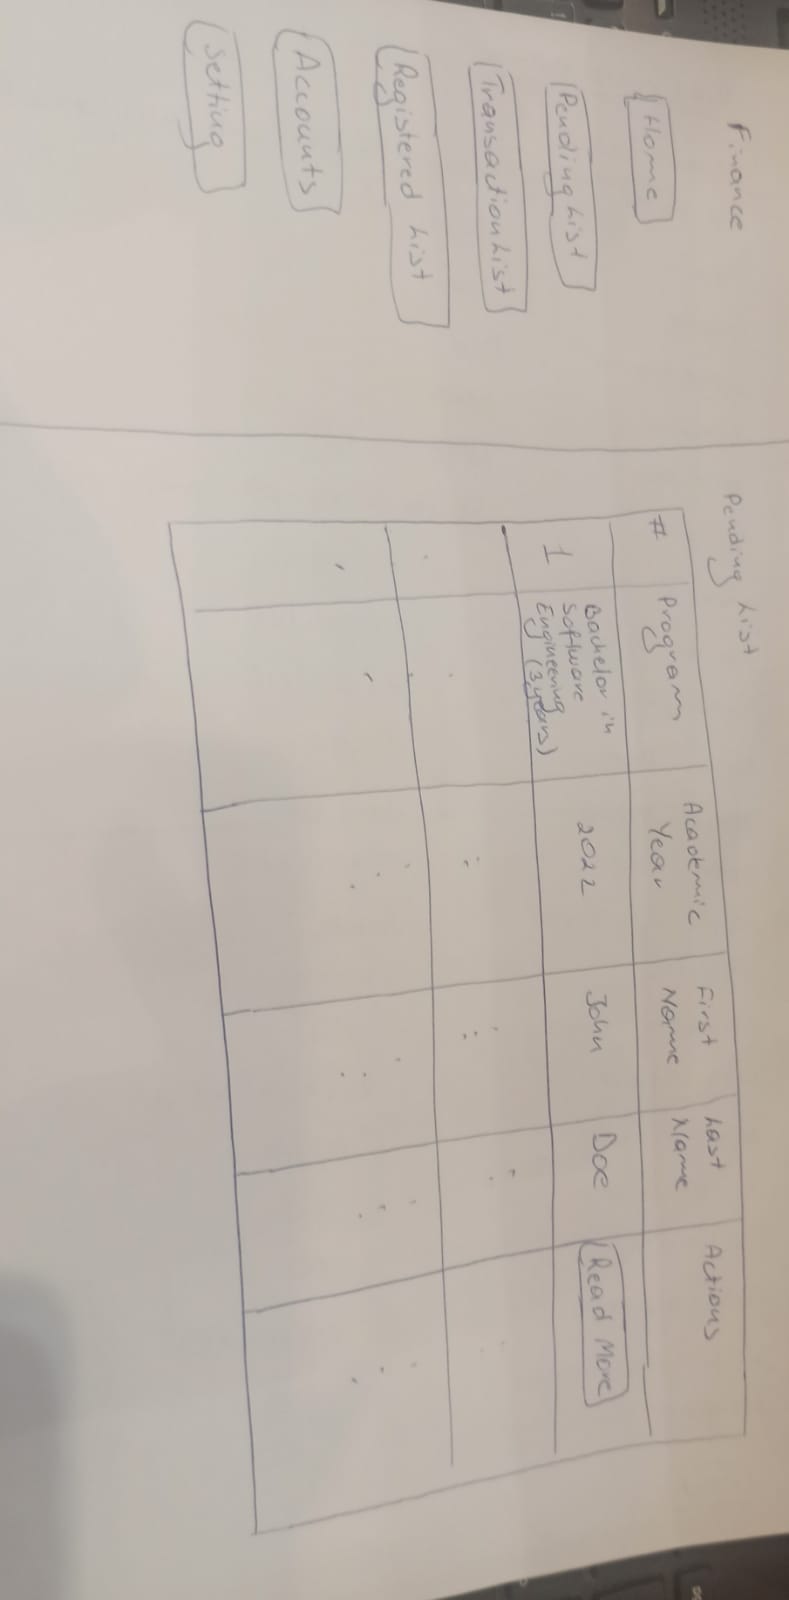 Finance
Home
Pending List
Transaction List
Registered List
Accounts
Setting
Pending List
# Program Academic Year First Name Last Name Actions
1 Bachelor in Software Engineering (3 years) 2022 John Doe Read More